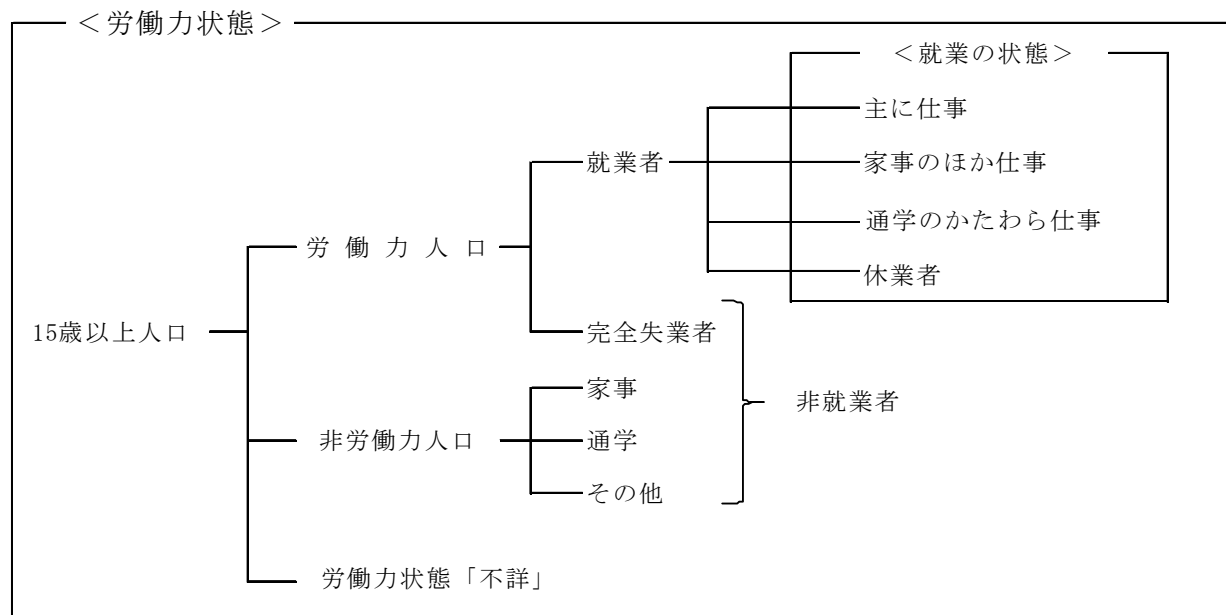 ＜労働力状態＞
＜就業の状態＞
主に仕事
就業者
家事のほか仕事
通学のかたわら仕事
労働力人口
休業者
15歳以上人口
完全失業者
家事
非就業者
非労働力人口
通学
その他
労働力状態「不詳」